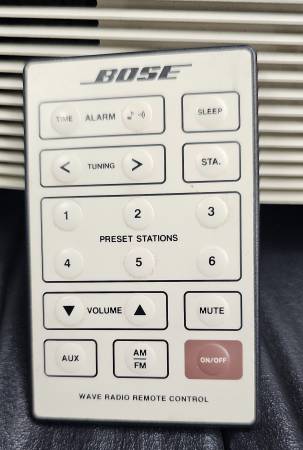 BOSE
TIME ALARM SLEEP
< TUNING > STA.
1 2 3
PRESET STATIONS
4 5 6
▼ VOLUME ▲ MUTE
AUX AM/FM ON/OFF
WAVE RADIO REMOTE CONTROL